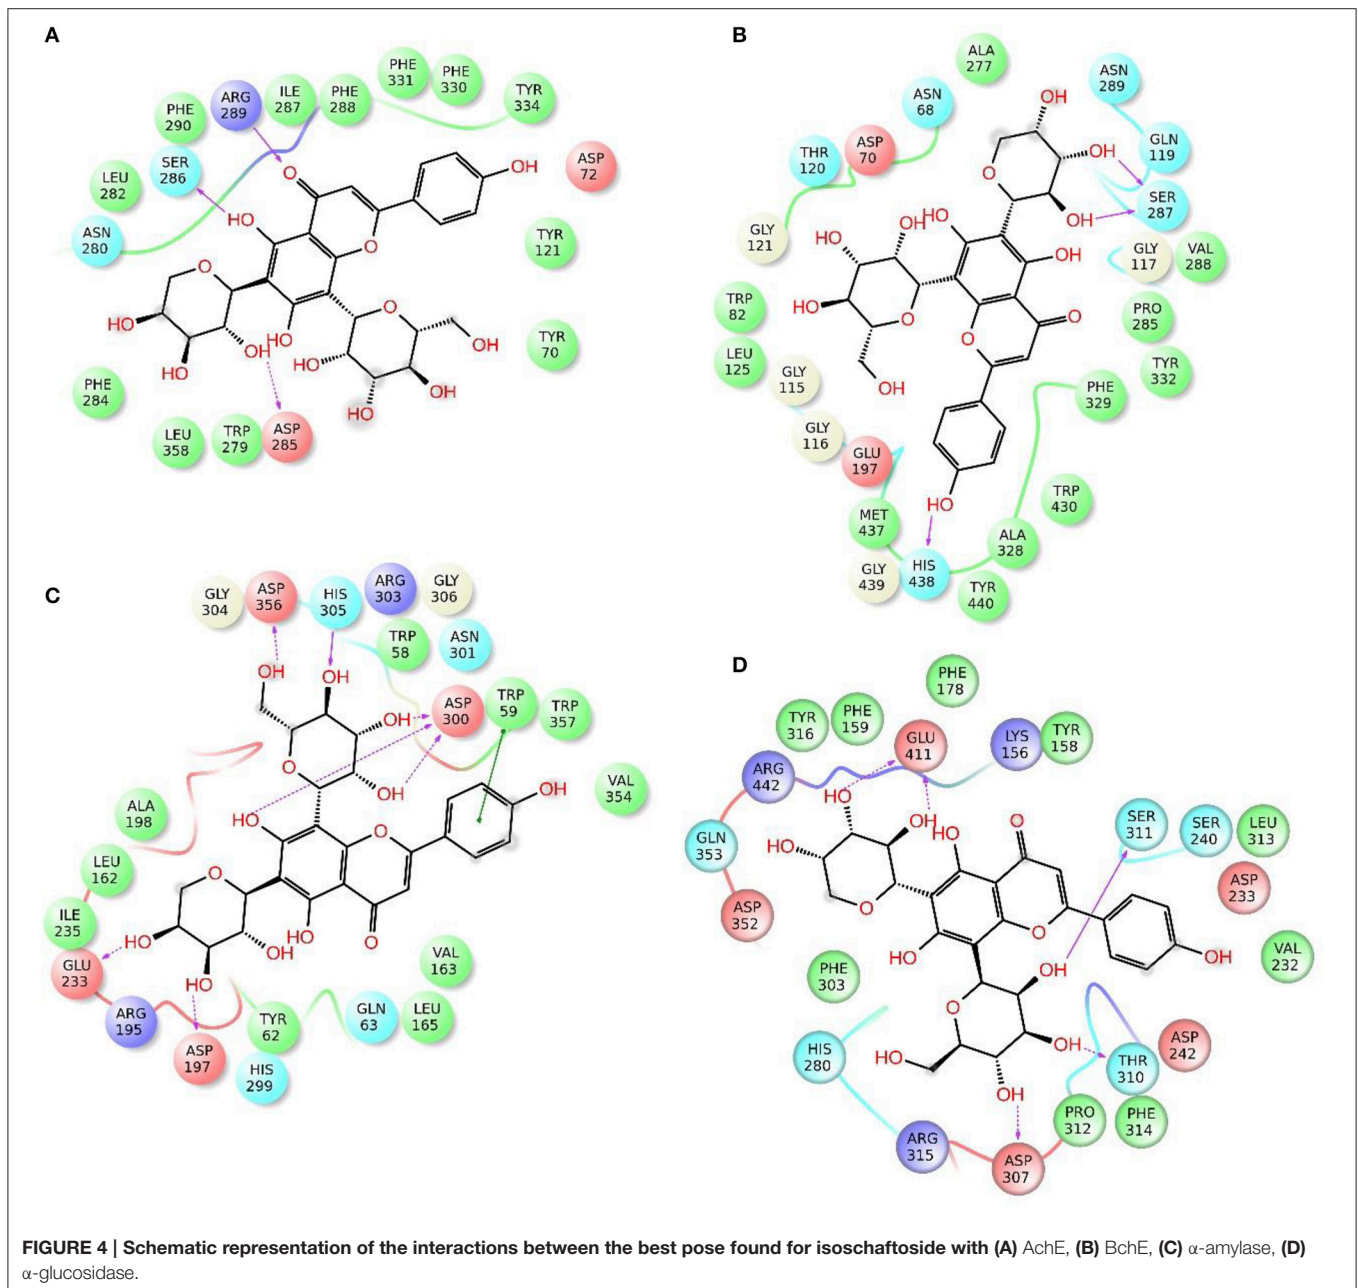 A
PHE 331
PHE 330
ARG 289
ILE 287
PHE 288
TYR 334
PHE 290
SER 286
ASP 72
LEU 282
O
OH
HO
ASN 280
O
TYR 121
O
O
HO
HO
OH
HO
OH
TYR 70
HO
HO
OH
PHE 284
HO
LEU 358
TRP 279
ASP 285
B
ALA 277
ASN 289
ASN 68
OH
THR 120
ASP 70
GLN 119
OH
O
SER 287
OH
HO
GLY 121
OH
HO
GLY 117
VAL 288
OH
TRP 82
HO
O
O
O
PRO 285
LEU 125
OH
GLY 115
PHE 329
TYR 332
GLY 116
GLU 197
HO
TRP 430
MET 437
ALA 328
GLY 439
HIS 438
TYR 440
C
GLY 304
ASP 356
HIS 305
ARG 303
GLY 306
TRP 58
ASN 301
OH
OH
ASP 300
TRP 59
TRP 357
OH
O
OH
HO
OH
VAL 354
ALA 198
O
LEU 162
O
ILE 235
HO
OH
HO
O
GLU 233
HO
VAL 163
ARG 195
TYR 62
GLN 63
LEU 165
ASP 197
HIS 299
D
PHE 178
TYR 316
PHE 159
GLU 411
LYS 156
TYR 158
ARG 442
HO
OH
HO
O
SER 311
SER 240
LEU 313
GLN 353
HO
ASP 233
ASP 352
O
HO
O
OH
VAL 232
PHE 303
OH
O
HIS 280
HO
OH
OH
THR 310
ASP 242
PRO 312
PHE 314
ARG 315
ASP 307
FIGURE 4 | Schematic representation of the interactions between the best pose found for isoschaftoside with (A) AchE, (B) BchE, (C) α-amylase, (D)
α-glucosidase.